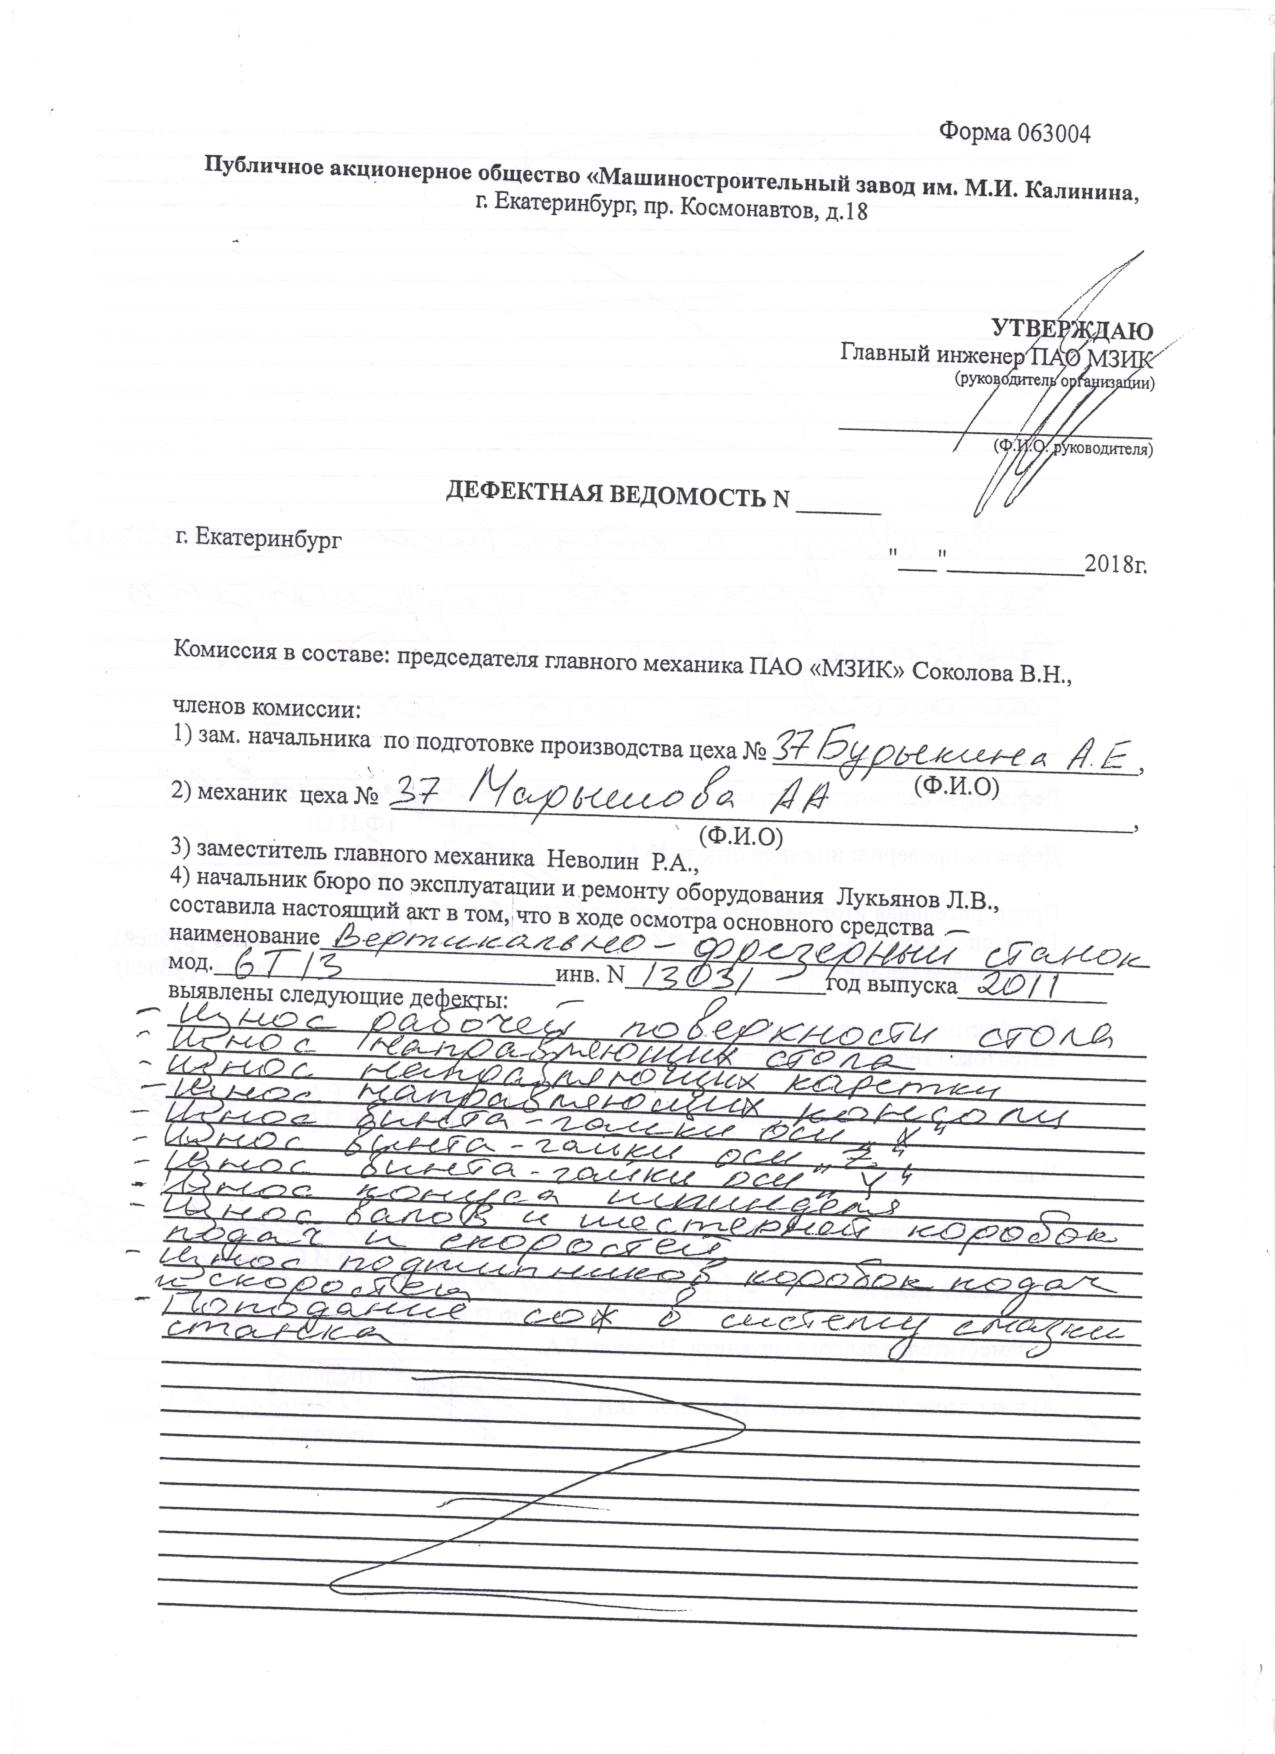 Форма 063004
Публичное акционерное общество «Машиностроительный завод им. М.И. Калинина,
г. Екатеринбург, пр. Космонавтов, д.18
УТВЕРЖДАЮ
Главный инженер ПАО МЗИК
(руководитель организации)
(Ф.И.О. руководителя)
ДЕФЕКТНАЯ ВЕДОМОСТЬ N ______
г. Екатеринбург
"___"___________2018г.
Комиссия в составе: председателя главного механика ПАО «МЗИК» Соколова В.Н.,
членов комиссии:
1) зам. начальника по подготовке производства цеха № 37 Бурыкина А.Е,
(Ф.И.О)
2) механик цеха № 37 Марышова АА,
(Ф.И.О)
3) заместитель главного механика Неволин Р.А.,
4) начальник бюро по эксплуатации и ремонту оборудования Лукьянов Л.В.,
составила настоящий акт в том, что в ходе осмотра основного средства –
наименование Вертикально-фрезерный станок
мод. 6Т13 инв. N 13031 год выпуска 2011
выявлены следующие дефекты:
- Износ рабочей поверхности стола
- Износ направляющих стола
- Износ направляющих каретки
- Износ направляющих консоли
- Износ винта-гайки оси „X“
- Износ винта-гайки оси „Z“
- Износ винта-гайки оси „Y“
- Износ конуса шпинделя
- Износ валов и шестерней коробок
подач и скоростей,
- Износ подшипников коробок подач
и скоростей
- Поподание сож в систему смазки
станка